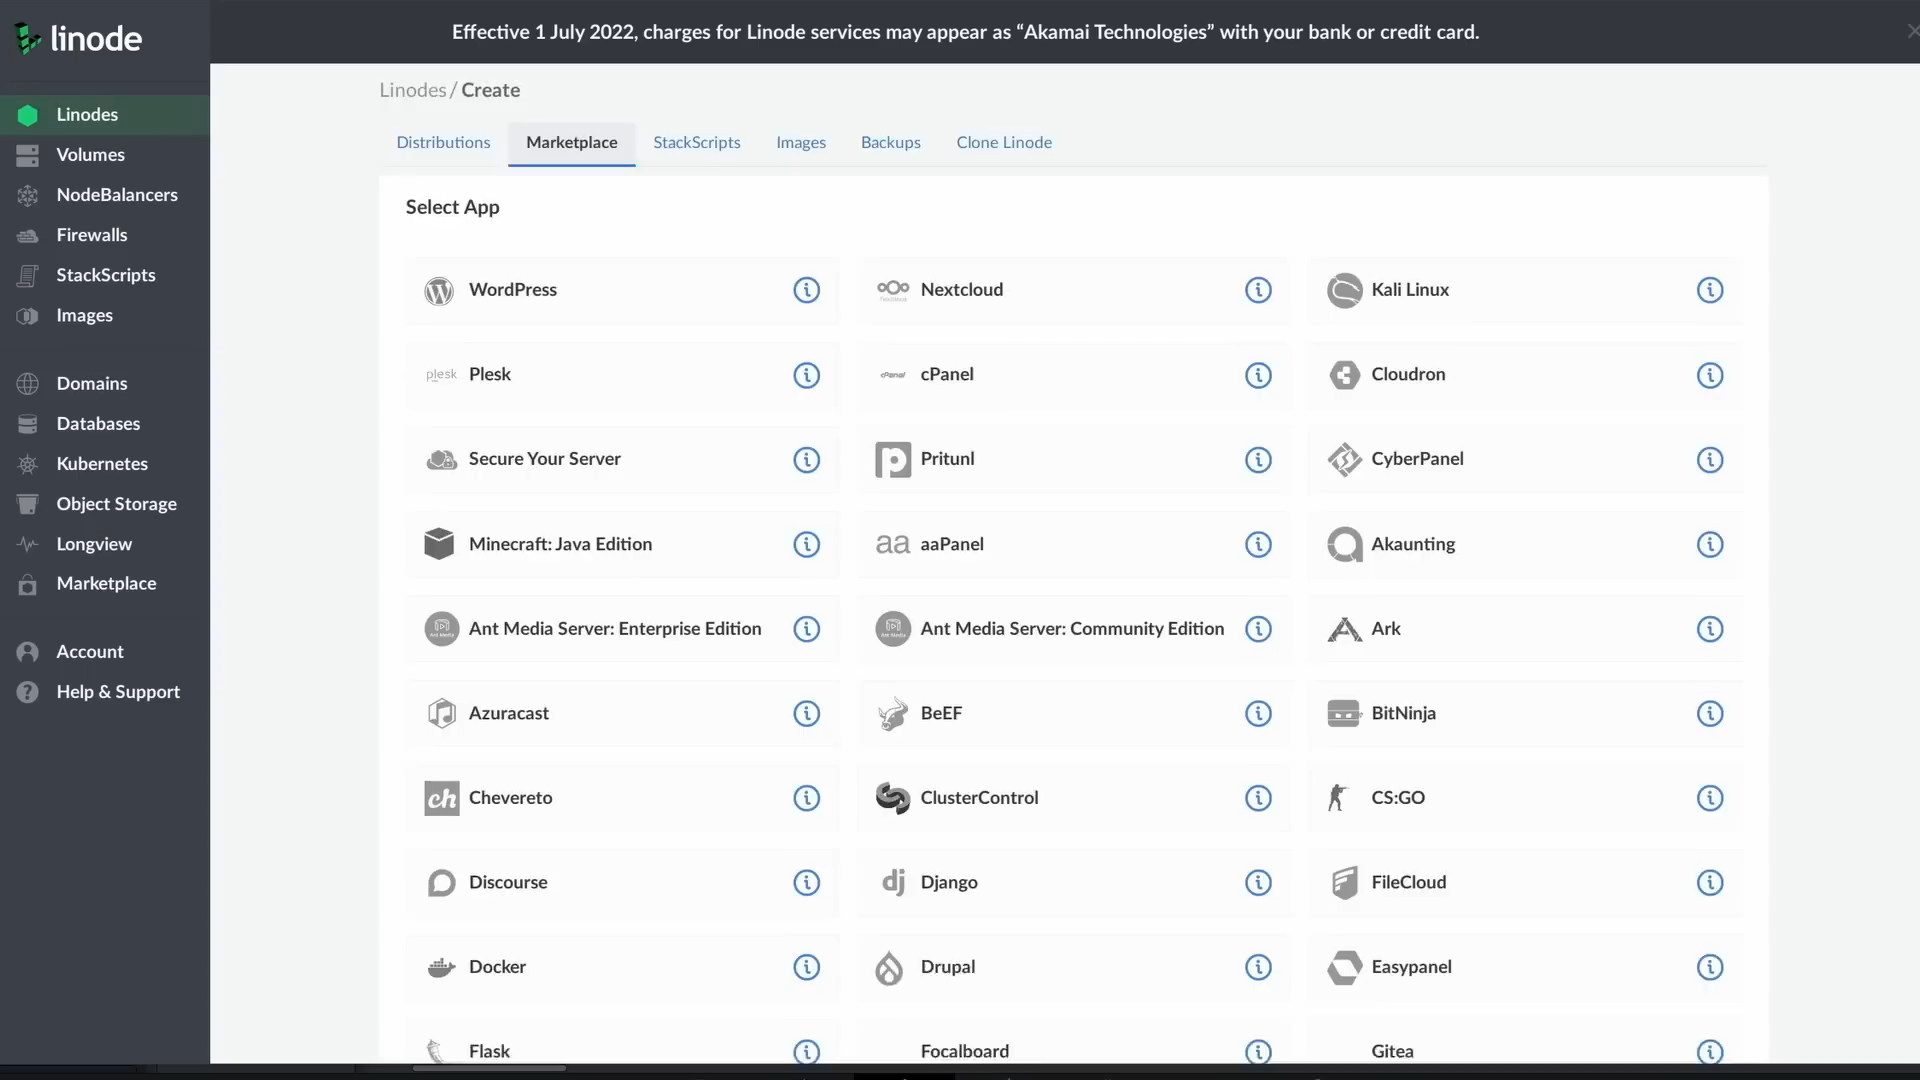 linode
Effective 1 July 2022, charges for Linode services may appear as “Akamai Technologies” with your bank or credit card.
Linodes
Volumes
NodeBalancers
Firewalls
StackScripts
Images
Domains
Databases
Kubernetes
Object Storage
Longview
Marketplace
Account
Help & Support
Linodes / Create
Distributions Marketplace StackScripts Images Backups Clone Linode
Select App
WordPress Nextcloud Kali Linux
plesk Plesk cPanel cPanel Cloudron
Secure Your Server Pritunl CyberPanel
Minecraft: Java Edition aa aaPanel Akaunting
Ant Media Server: Enterprise Edition Ant Media Server: Community Edition Ark
Azuracast BeEF BitNinja
ch Chevereto ClusterControl CS:GO
Discourse dj Django FileCloud
Docker Drupal Easypanel
Flask Focalboard Gitea